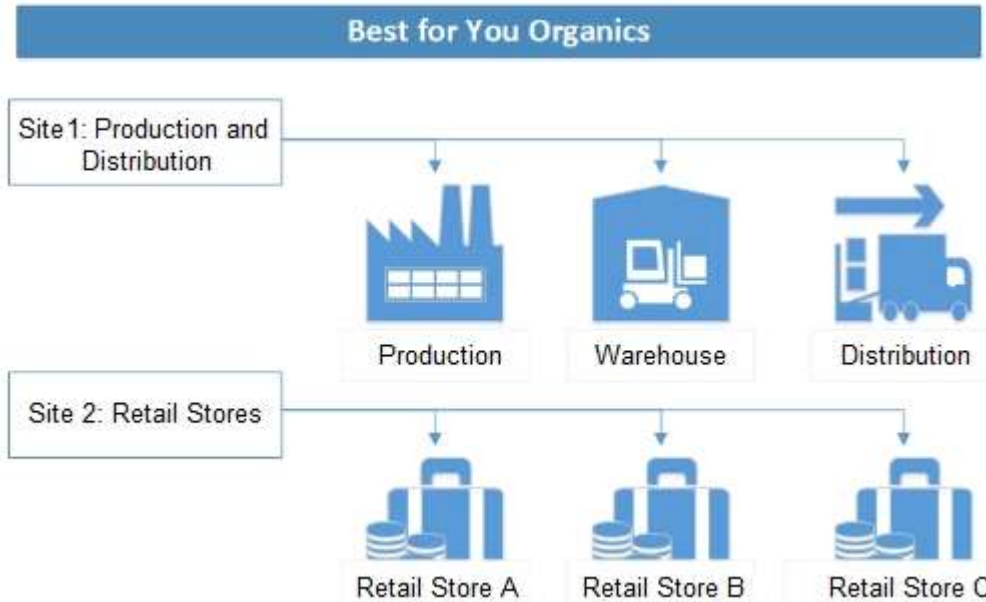 Best for You Organics
Site1: Production and
Distribution
Production
Warehouse
Distribution
Site 2: Retail Stores
Retail Store A
Retail Store B
Retail Store C